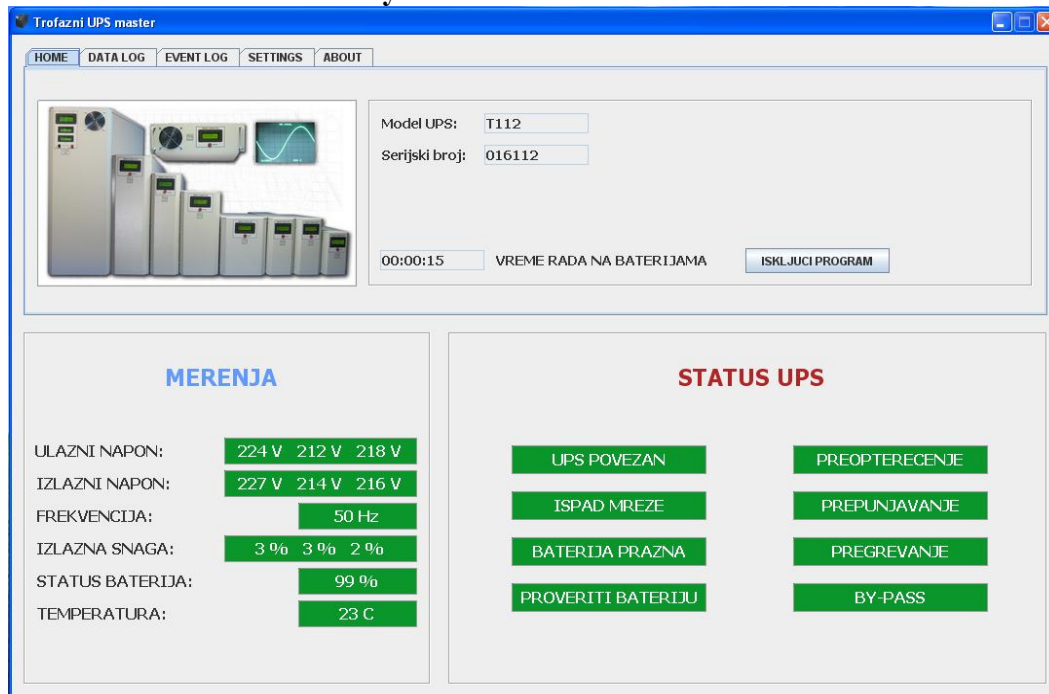 Trofazni UPS master
HOME DATA LOG EVENT LOG SETTINGS ABOUT
Model UPS: T112
Serijski broj: 016112
00:00:15 VREME RADA NA BATERIJAMA ISKLJUCI PROGRAM
MERENJA
ULAZNI NAPON: 224 V 212 V 218 V
IZLAZNI NAPON: 227 V 214 V 216 V
FREKVENCIJA: 50 Hz
IZLAZNA SNAGA: 3 % 3 % 2 %
STATUS BATERIJA: 99 %
TEMPERATURA: 23 C
STATUS UPS
UPS POVEZAN PREOPTERECENJE
ISPAD MREZE PREPUNJAVANJE
BATERIJA PRAZNA PREGREVANJE
PROVERITI BATERIJU BY-PASS